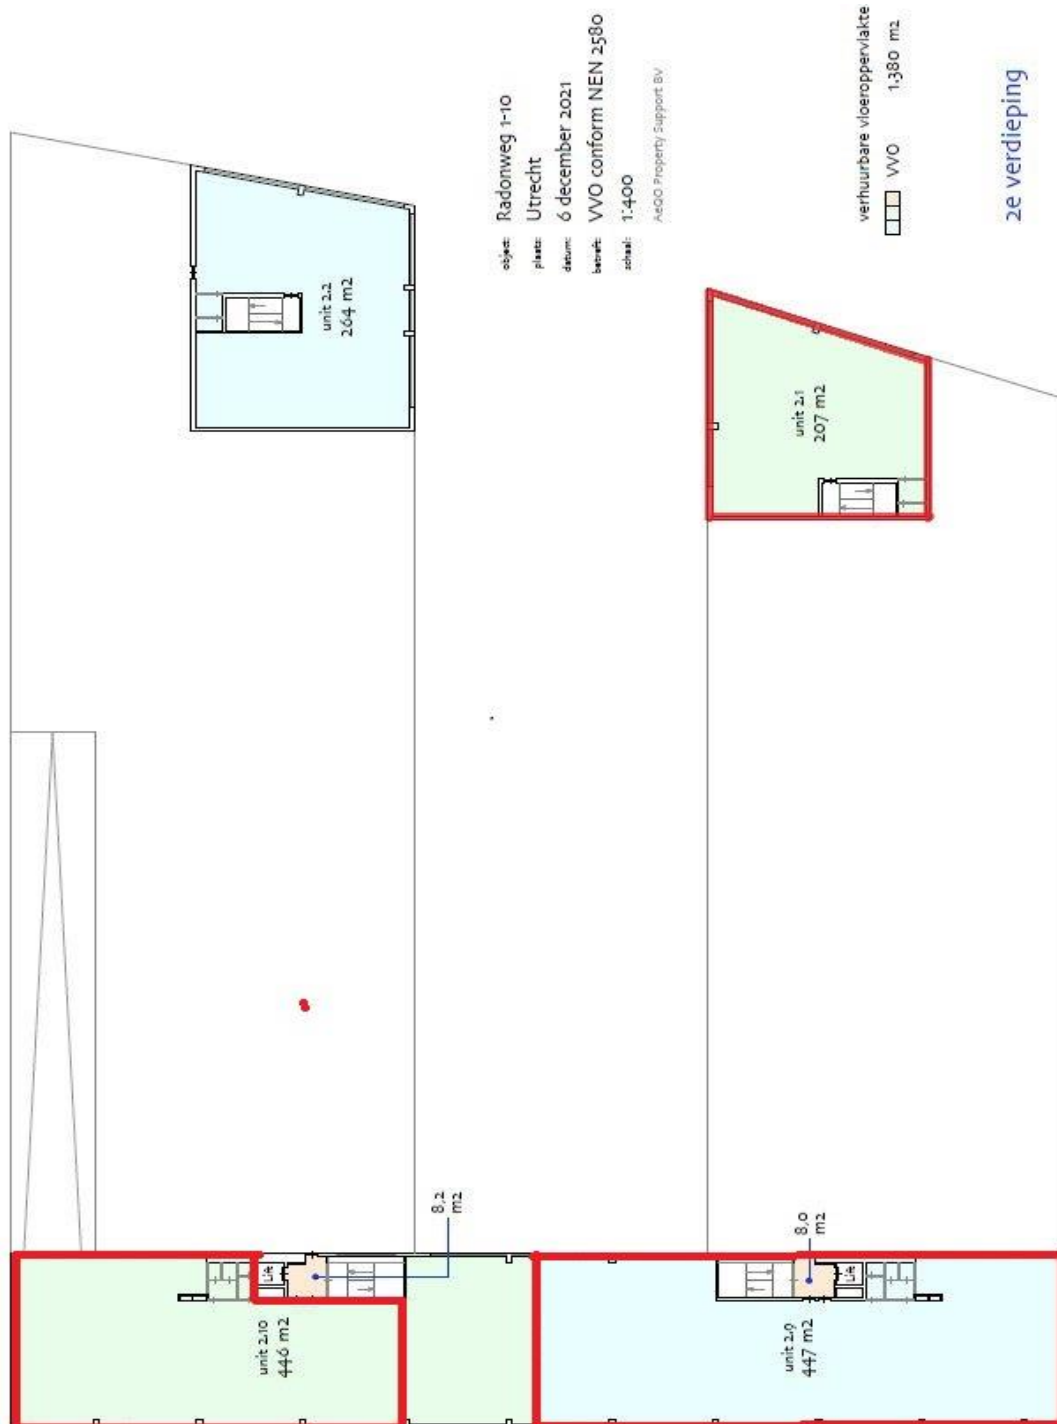 object: Radonweg 1-10
plaats: Utrecht
datum: 6 december 2021
betreft: VVO conform NEN 2580
schaal: 1:400
AeQO Property Support BV
verhuurbare vloeroppervlakte
VVO 1.380 m2
2e verdieping
unit 2.2
264 m2
unit 2.1
207 m2
8,2
m2
8,0
m2
Lift
unit 2.10
446 m2
Lift
unit 2.9
447 m2